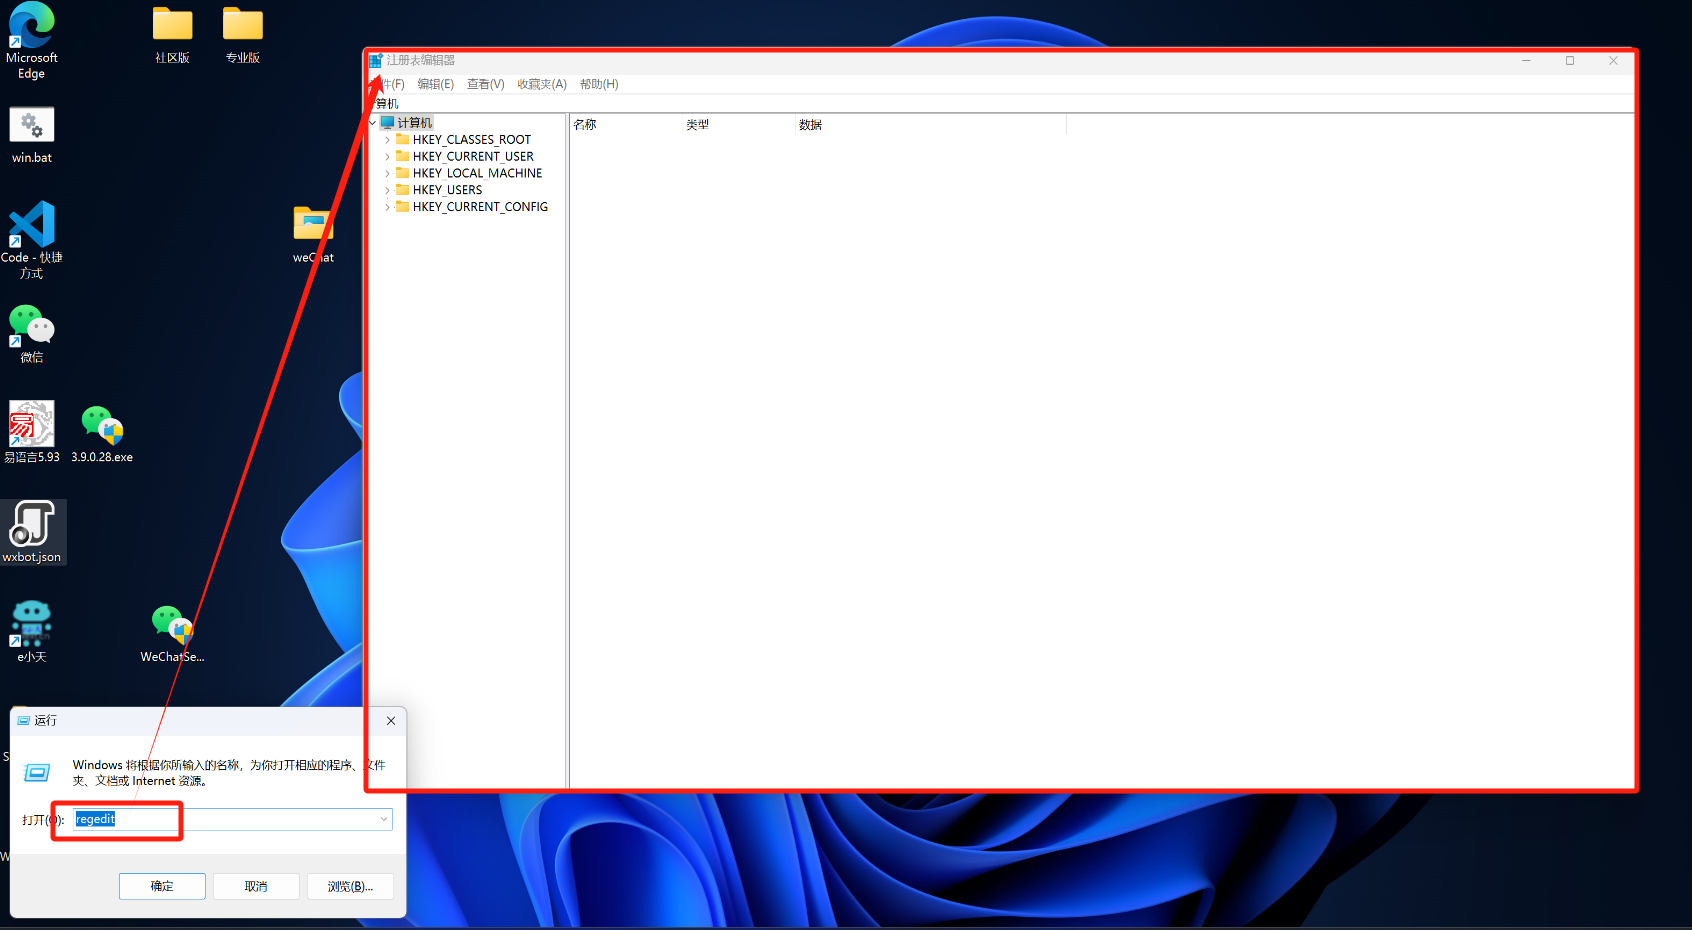 Microsoft
Edge
社区版
专业版
win.bat
Code - 快捷
方式
weChat
微信
易语言5.93
3.9.0.28.exe
wxbot.json
e小天
WeChatSe...
注册表编辑器
件(F) 编辑(E) 查看(V) 收藏夹(A) 帮助(H)
计算机
计算机
HKEY_CLASSES_ROOT
HKEY_CURRENT_USER
HKEY_LOCAL_MACHINE
HKEY_USERS
HKEY_CURRENT_CONFIG
名称 类型 数据
运行
Windows 将根据你所输入的名称，为你打开相应的程序、文件
夹、文档或 Internet 资源。
打开(O): regedit
确定 取消 浏览(B)...